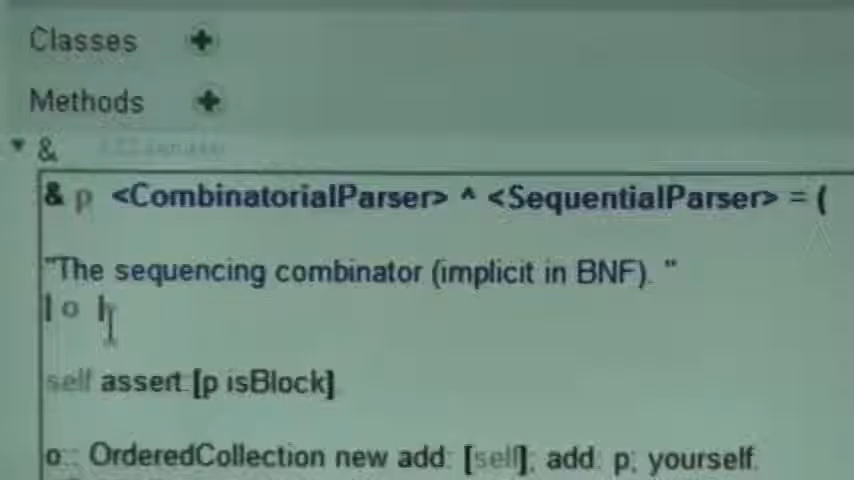 Classes
Methods
&
& p <CombinatorialParser> ^ <SequentialParser> = (
"The sequencing combinator (implicit in BNF). "
| o |
self assert: [p isBlock].
o:: OrderedCollection new add: [self]; add: p; yourself.